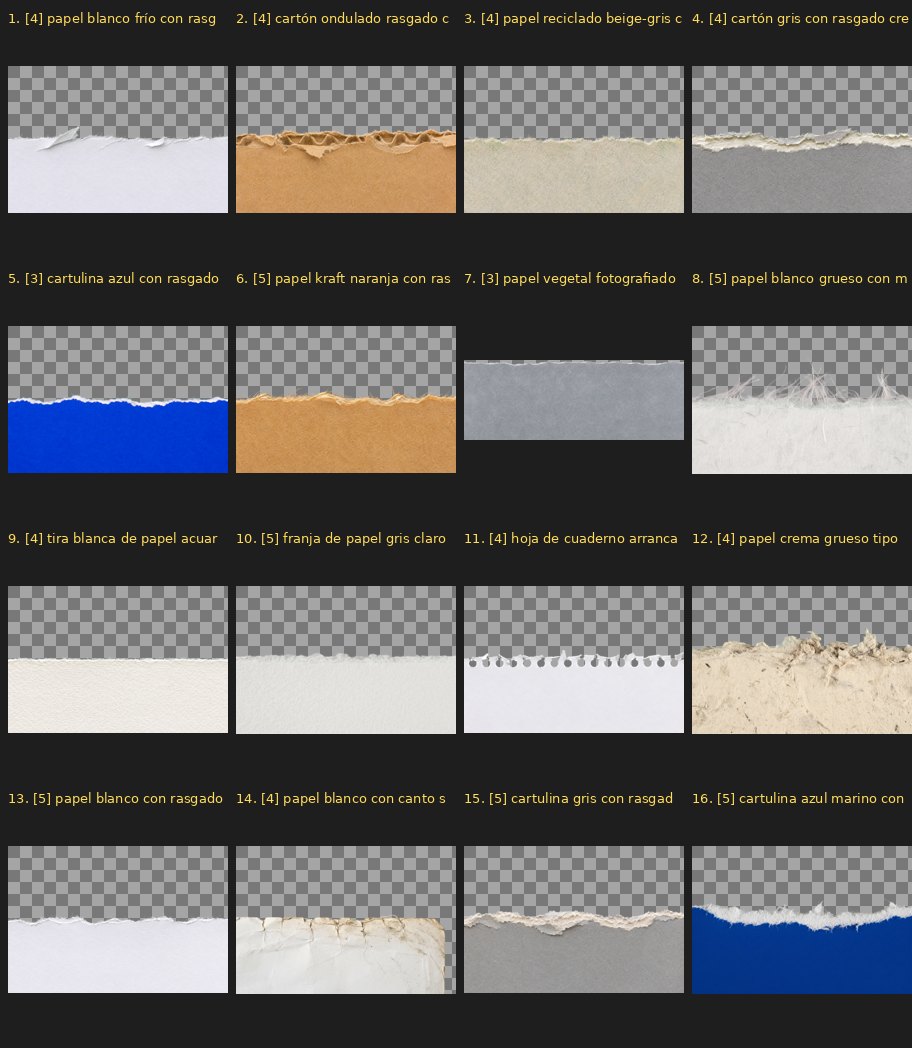 1. [4] papel blanco frío con rasg
2. [4] cartón ondulado rasgado c
3. [4] papel reciclado beige-gris c
4. [4] cartón gris con rasgado cre
5. [3] cartulina azul con rasgado
6. [5] papel kraft naranja con ras
7. [3] papel vegetal fotografiado
8. [5] papel blanco grueso con m
9. [4] tira blanca de papel acuar
10. [5] franja de papel gris claro
11. [4] hoja de cuaderno arranca
12. [4] papel crema grueso tipo
13. [5] papel blanco con rasgado
14. [4] papel blanco con canto s
15. [5] cartulina gris con rasgad
16. [5] cartulina azul marino con